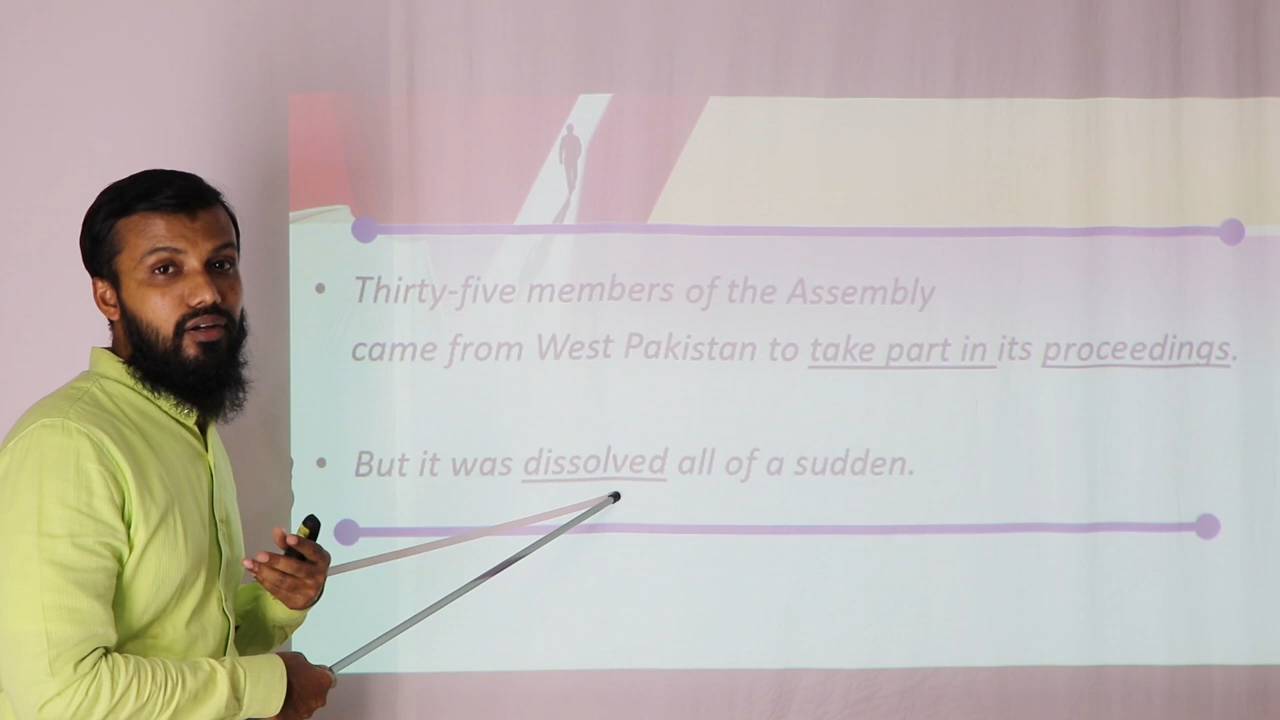 • Thirty-five members of the Assembly
came from West Pakistan to take part in its proceedings.
• But it was dissolved all of a sudden.